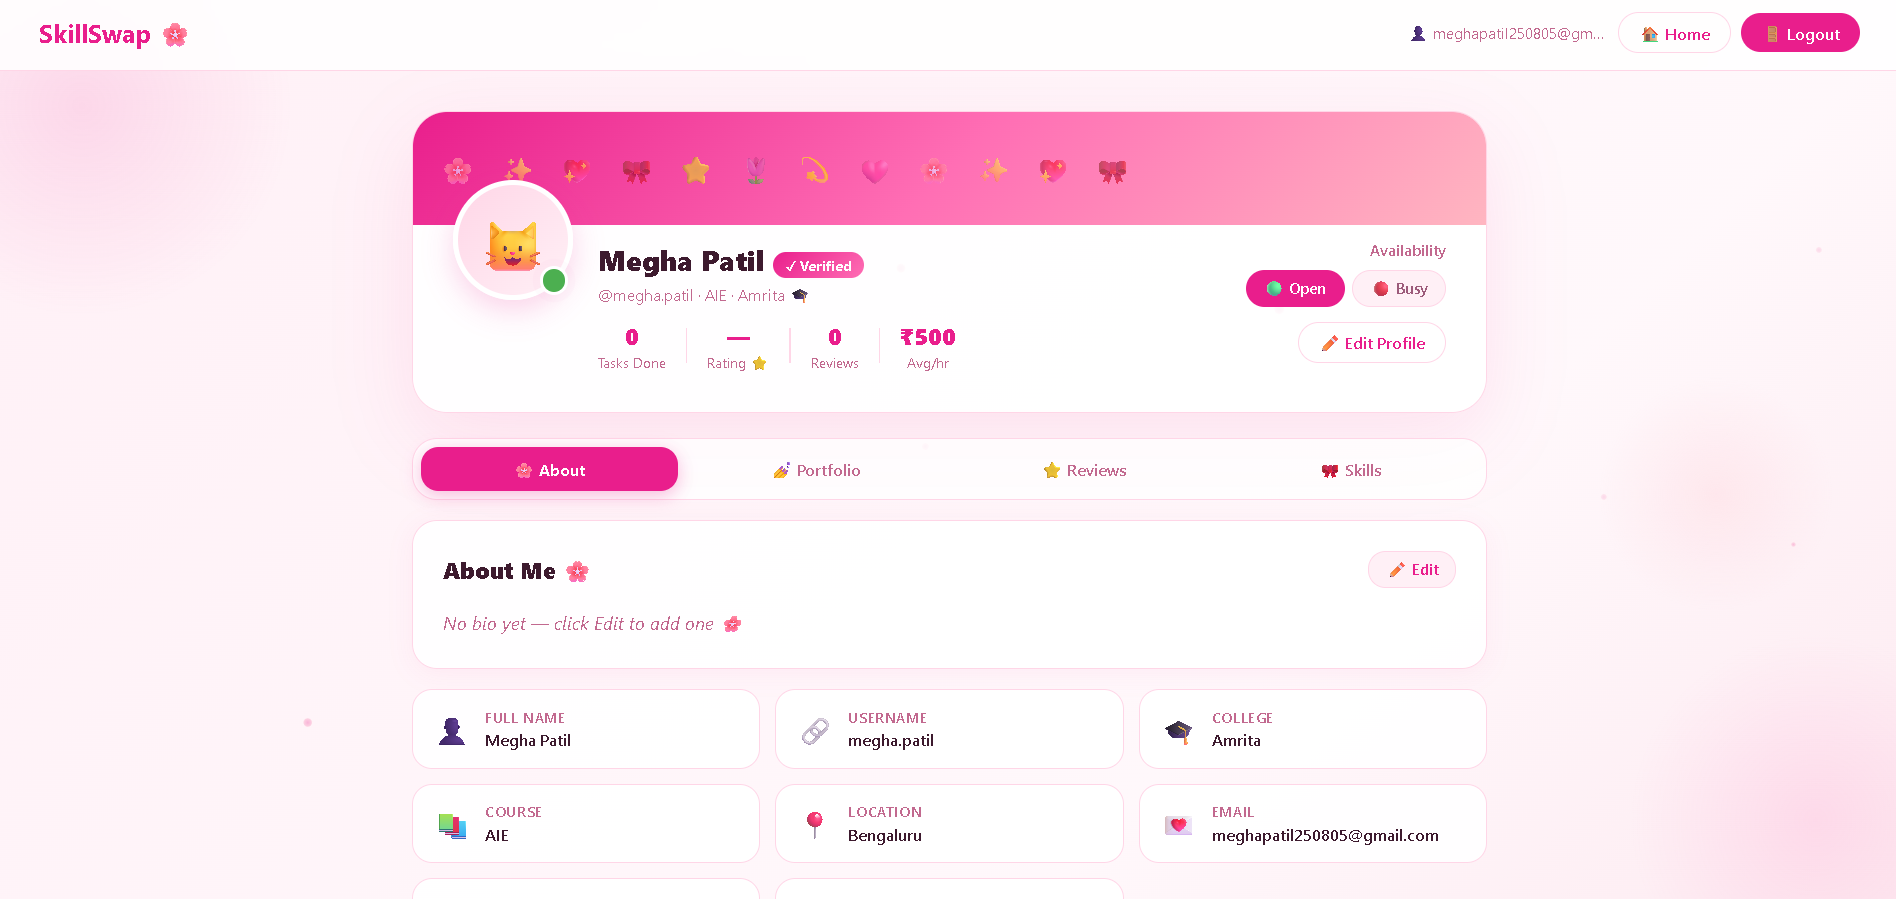 SkillSwap 🌸
👤 meghapatil250805@gm...
🏠 Home
🚪 Logout
Megha Patil ✓ Verified
@megha.patil · AIE · Amrita 🎓
0
Tasks Done
—
Rating ⭐
0
Reviews
₹500
Avg/hr
Availability
🟢 Open
🔴 Busy
✏️ Edit Profile
🌸 About
💅 Portfolio
⭐ Reviews
🎀 Skills
About Me 🌸
✏️ Edit
No bio yet — click Edit to add one 🌸
FULL NAME
Megha Patil
USERNAME
megha.patil
COLLEGE
Amrita
COURSE
AIE
LOCATION
Bengaluru
EMAIL
meghapatil250805@gmail.com